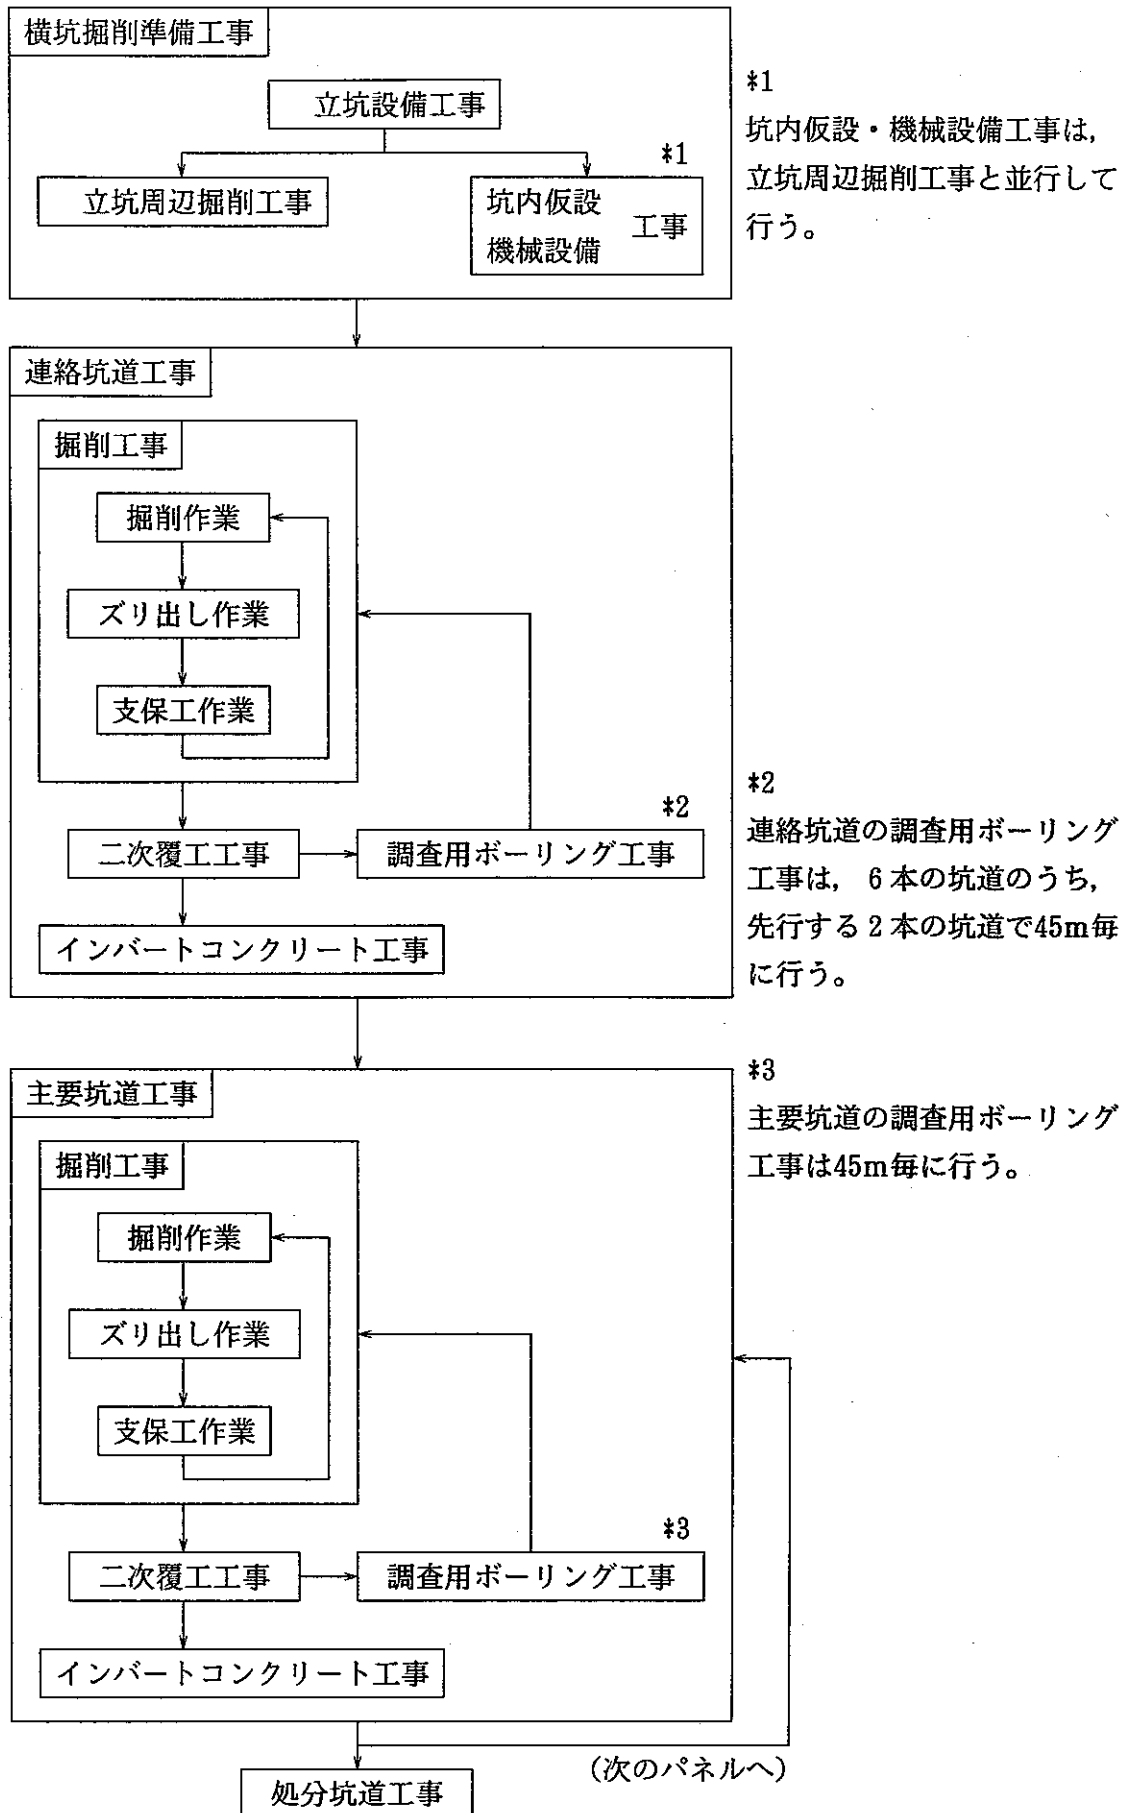 横坑掘削準備工事
立坑設備工事
*1
立坑周辺掘削工事
坑内仮設
機械設備
工事
*1
坑内仮設・機械設備工事は，
立坑周辺掘削工事と並行して
行う。
連絡坑道工事
掘削工事
掘削作業
ズリ出し作業
支保工作業
*2
二次覆工工事
調査用ボーリング工事
インバートコンクリート工事
*2
連絡坑道の調査用ボーリング
工事は，6本の坑道のうち，
先行する2本の坑道で45m毎
に行う。
主要坑道工事
掘削工事
掘削作業
ズリ出し作業
支保工作業
*3
二次覆工工事
調査用ボーリング工事
インバートコンクリート工事
*3
主要坑道の調査用ボーリング
工事は45m毎に行う。
(次のパネルへ)
処分坑道工事